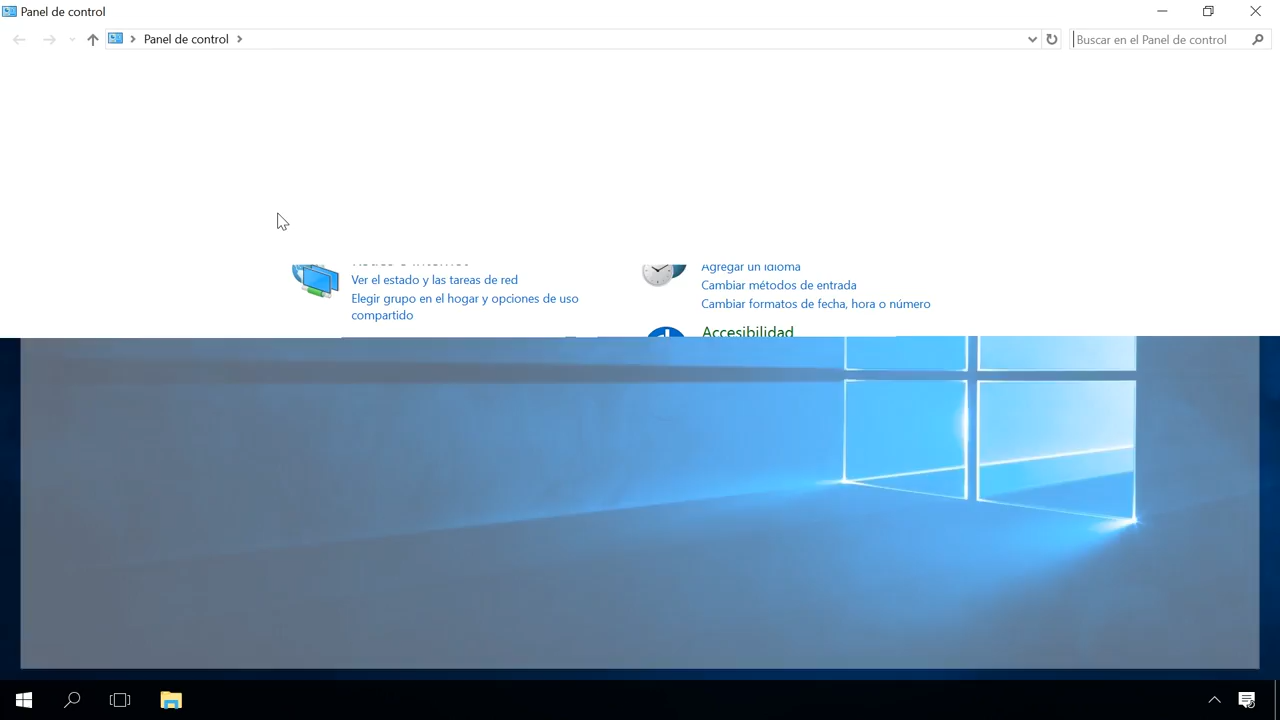 Panel de control
Panel de control
Buscar en el Panel de control
Ver el estado y las tareas de red
Elegir grupo en el hogar y opciones de uso
compartido
Agregar un idioma
Cambiar métodos de entrada
Cambiar formatos de fecha, hora o número
Accesibilidad